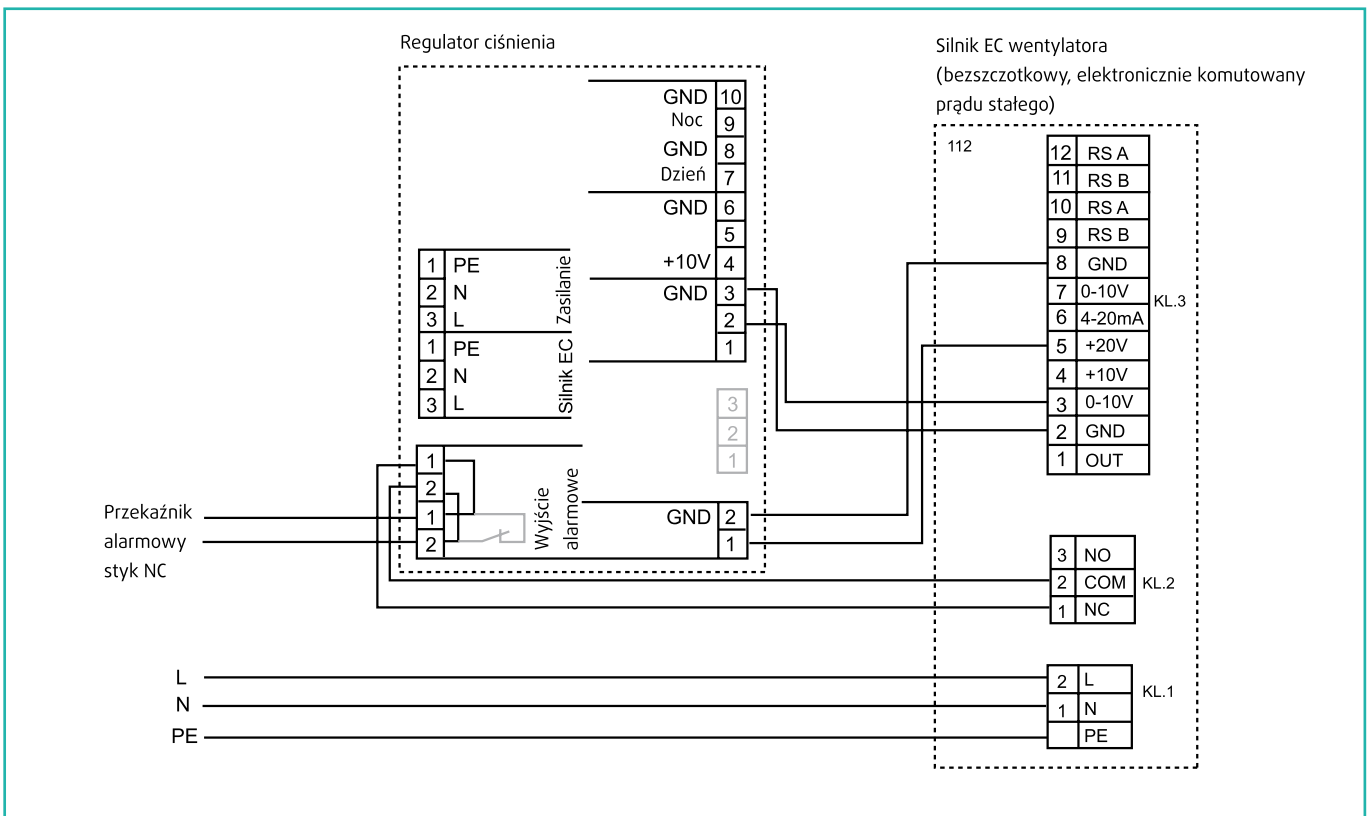 Regulator ciśnienia
Silnik EC wentylatora
(bezszczotkowy, elektronicznie komutowany
prądu stałego)
GND 10
Noc 9
GND 8
Dzień 7
GND 6
5
+10V 4
GND 3
2
1
1 PE
2 N
3 L
Zasilanie
1 PE
2 N
3 L
Silnik EC
3
2
1
1
2
1
2
Wyjście
alarmowe
GND 2
1
Przekaźnik
alarmowy
styk NC
112
12 RS A
11 RS B
10 RS A
9 RS B
8 GND
7 0-10V
6 4-20mA
5 +20V
4 +10V
3 0-10V
2 GND
1 OUT
KL.3
3 NO
2 COM
1 NC
KL.2
L
N
PE
2 L
1 N
PE
KL.1